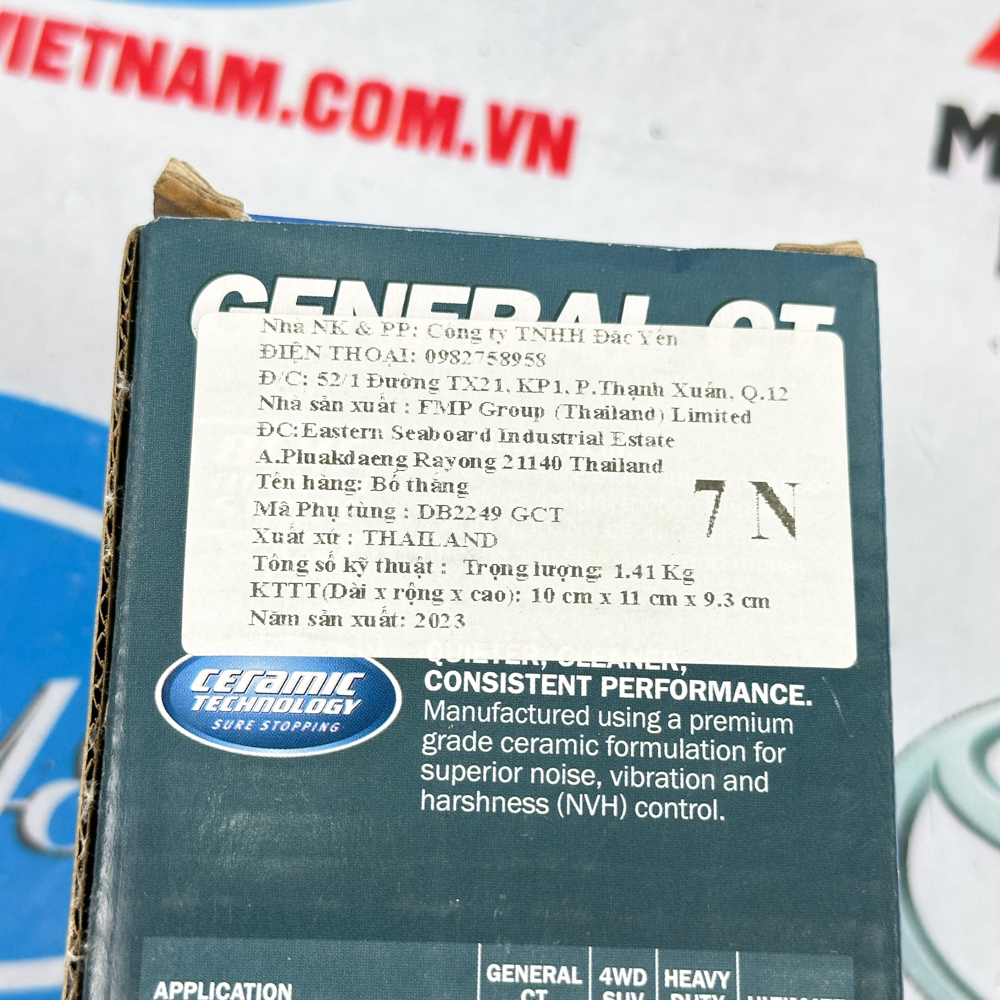 VIETNAM.COM.VN
M
GENERAL CT
Nhà NK & PP: Công ty TNHH Đăc Yến
ĐIỆN THOẠI: 0982758958
Đ/C: 52/1 Đường TX21, KP1, P.Thạnh Xuân, Q.12
Nhà sản xuất : FMP Group (Thailand) Limited
ĐC:Eastern Seaboard Industrial Estate
A.Pluakdaeng Rayong 21140 Thailand
Tên hàng: Bố thắng
Mã Phụ tùng : DB2249 GCT
7 N
Xuất xứ : THAILAND
Tông số kỹ thuật : Trọng lượng: 1.41 Kg
KTTT(Dài x rộng x cao): 10 cm x 11 cm x 9.3 cm
Năm sản xuất: 2023
ceramic
TECHNOLOGY
SURE STOPPING
QUIETER, CLEANER,
CONSISTENT PERFORMANCE.
Manufactured using a premium
grade ceramic formulation for
superior noise, vibration and
harshness (NVH) control.
APPLICATION
GENERAL CT
4WD SUV
HEAVY DUTY